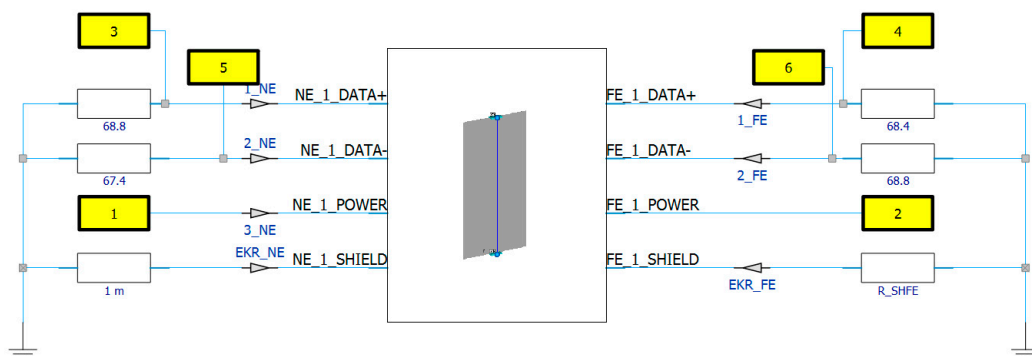 3
4
5
6
1_NE
NE_1_DATA+
FE_1_DATA+
1_FE
68.8
68.4
2_NE
NE_1_DATA-
FE_1_DATA-
2_FE
67.4
68.8
1
NE_1_POWER
FE_1_POWER
2
3_NE
EKR_NE
NE_1_SHIELD
FE_1_SHIELD
EKR_FE
1 m
R_SHFE